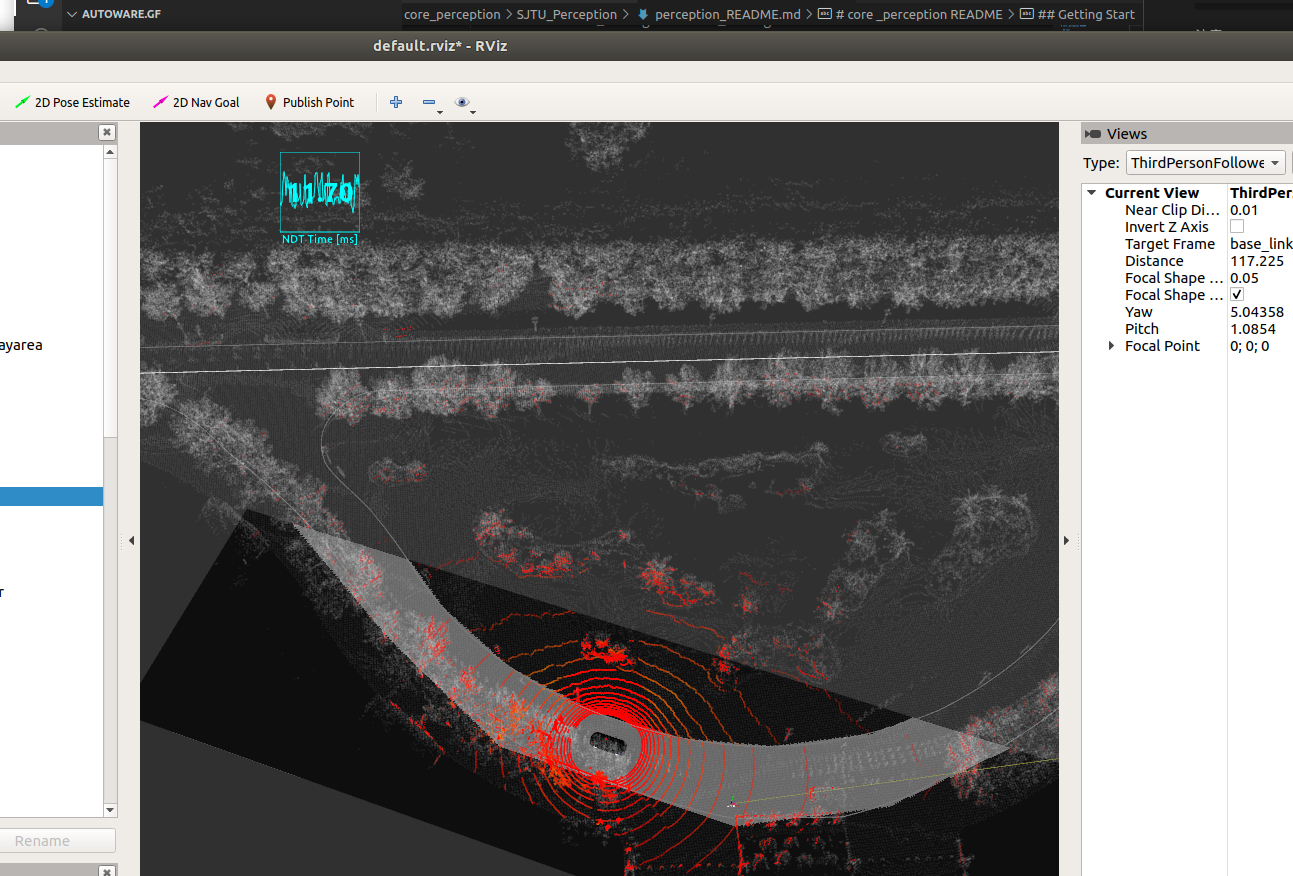 AUTOWARE.GF
core_perception > SJTU_Perception > perception_README.md > # core _perception README > ## Getting Start
default.rviz* - RViz
2D Pose Estimate 2D Nav Goal Publish Point
Views
Type: ThirdPersonFollowe
Current View ThirdPer
Near Clip Di... 0.01
Invert Z Axis
Target Frame base_link
Distance 117.225
Focal Shape ... 0.05
Focal Shape ...
Yaw 5.04358
Pitch 1.0854
Focal Point 0; 0; 0
NDT Time [ms]
ayarea
r
Rename